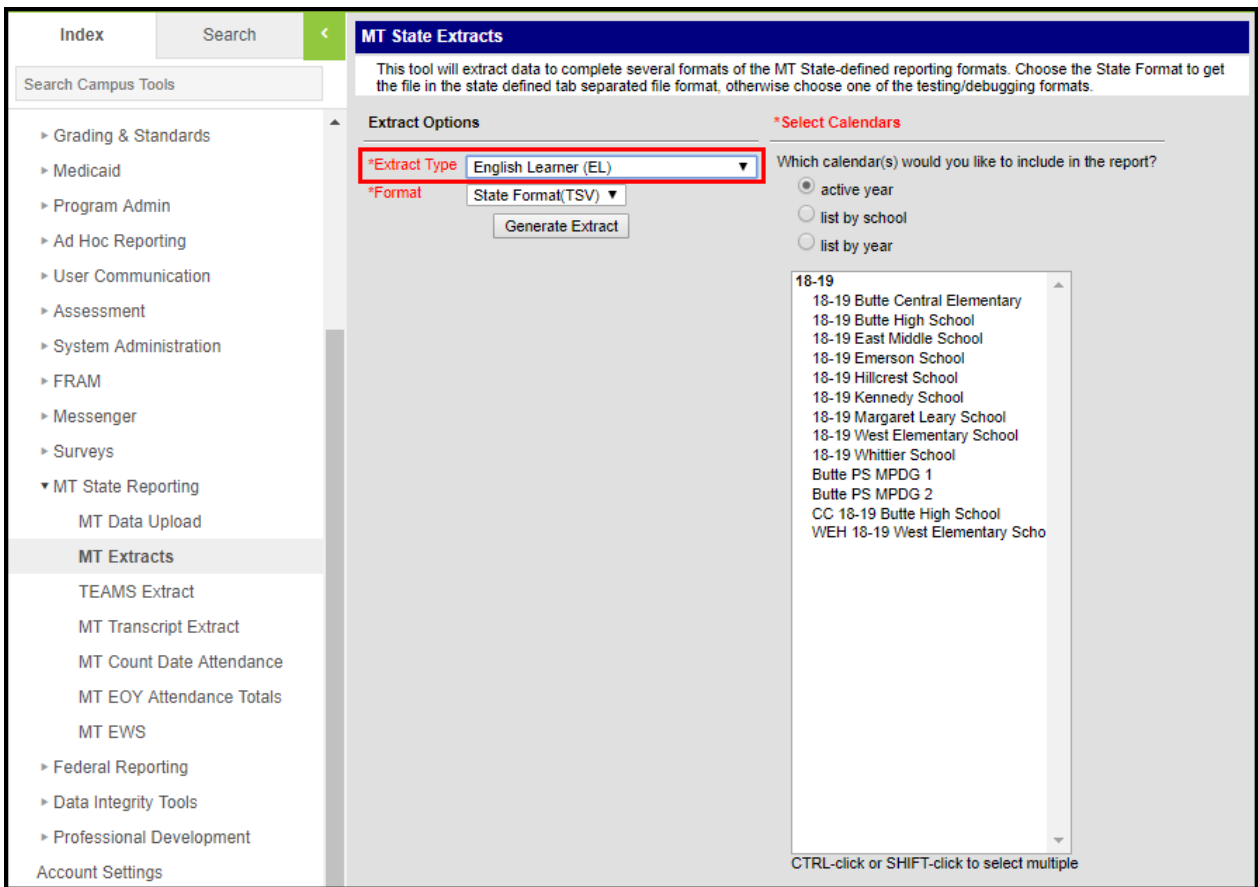 Index
Search
<
Search Campus Tools
Grading & Standards
Medicaid
Program Admin
Ad Hoc Reporting
User Communication
Assessment
System Administration
FRAM
Messenger
Surveys
MT State Reporting
MT Data Upload
MT Extracts
TEAMS Extract
MT Transcript Extract
MT Count Date Attendance
MT EOY Attendance Totals
MT EWS
Federal Reporting
Data Integrity Tools
Professional Development
Account Settings
MT State Extracts
This tool will extract data to complete several formats of the MT State-defined reporting formats. Choose the State Format to get
the file in the state defined tab separated file format, otherwise choose one of the testing/debugging formats.
Extract Options
*Extract Type English Learner (EL)
*Format State Format(TSV)
Generate Extract
*Select Calendars
Which calendar(s) would you like to include in the report?
active year
list by school
list by year
18-19
18-19 Butte Central Elementary
18-19 Butte High School
18-19 East Middle School
18-19 Emerson School
18-19 Hillcrest School
18-19 Kennedy School
18-19 Margaret Leary School
18-19 West Elementary School
18-19 Whittier School
Butte PS MPDG 1
Butte PS MPDG 2
CC 18-19 Butte High School
WEH 18-19 West Elementary Scho
CTRL-click or SHIFT-click to select multiple